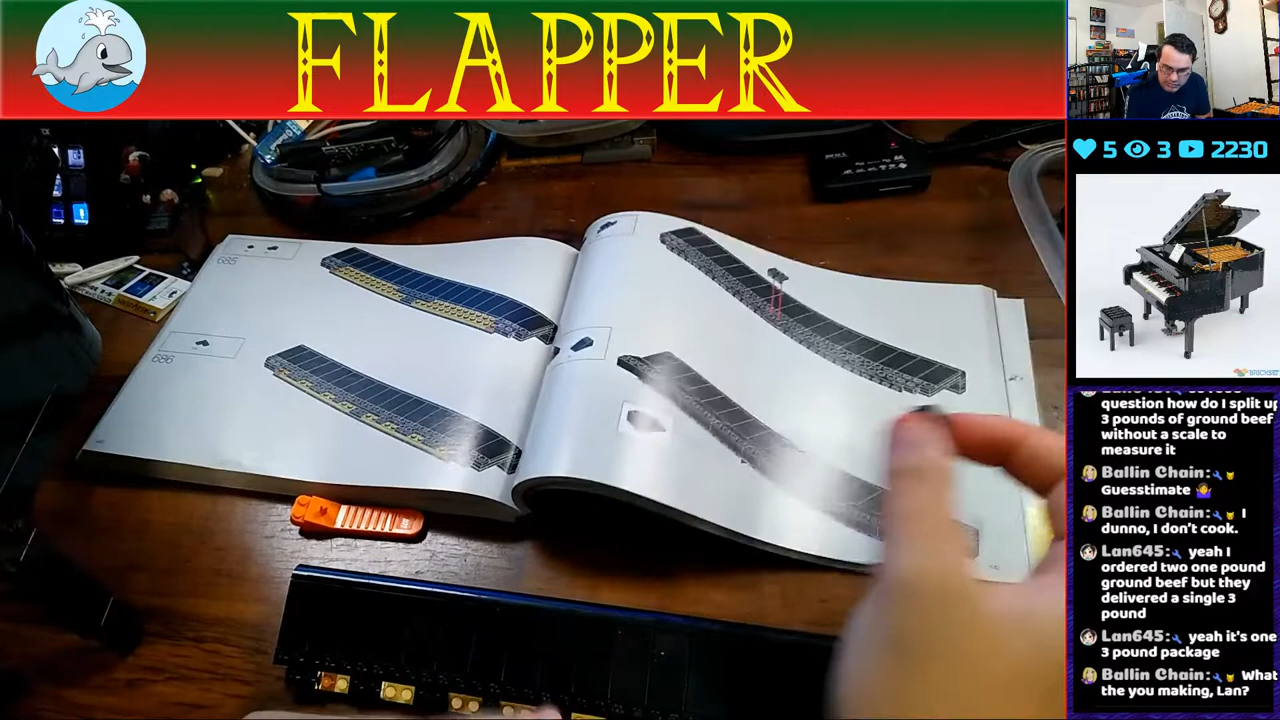 FLAPPER
5 3 2230
BRICKSET
question how do I split up
3 pounds of ground beef
without a scale to
measure it
Ballin Chain:
Guesstimate 🤷‍♀️
Ballin Chain: I
dunno, I don't cook.
Lan645: yeah I
ordered two one pound
ground beef but they
delivered a single 3
pound
Lan645: yeah it's one
3 pound package
Ballin Chain: What
the you making, Lan?
685
686